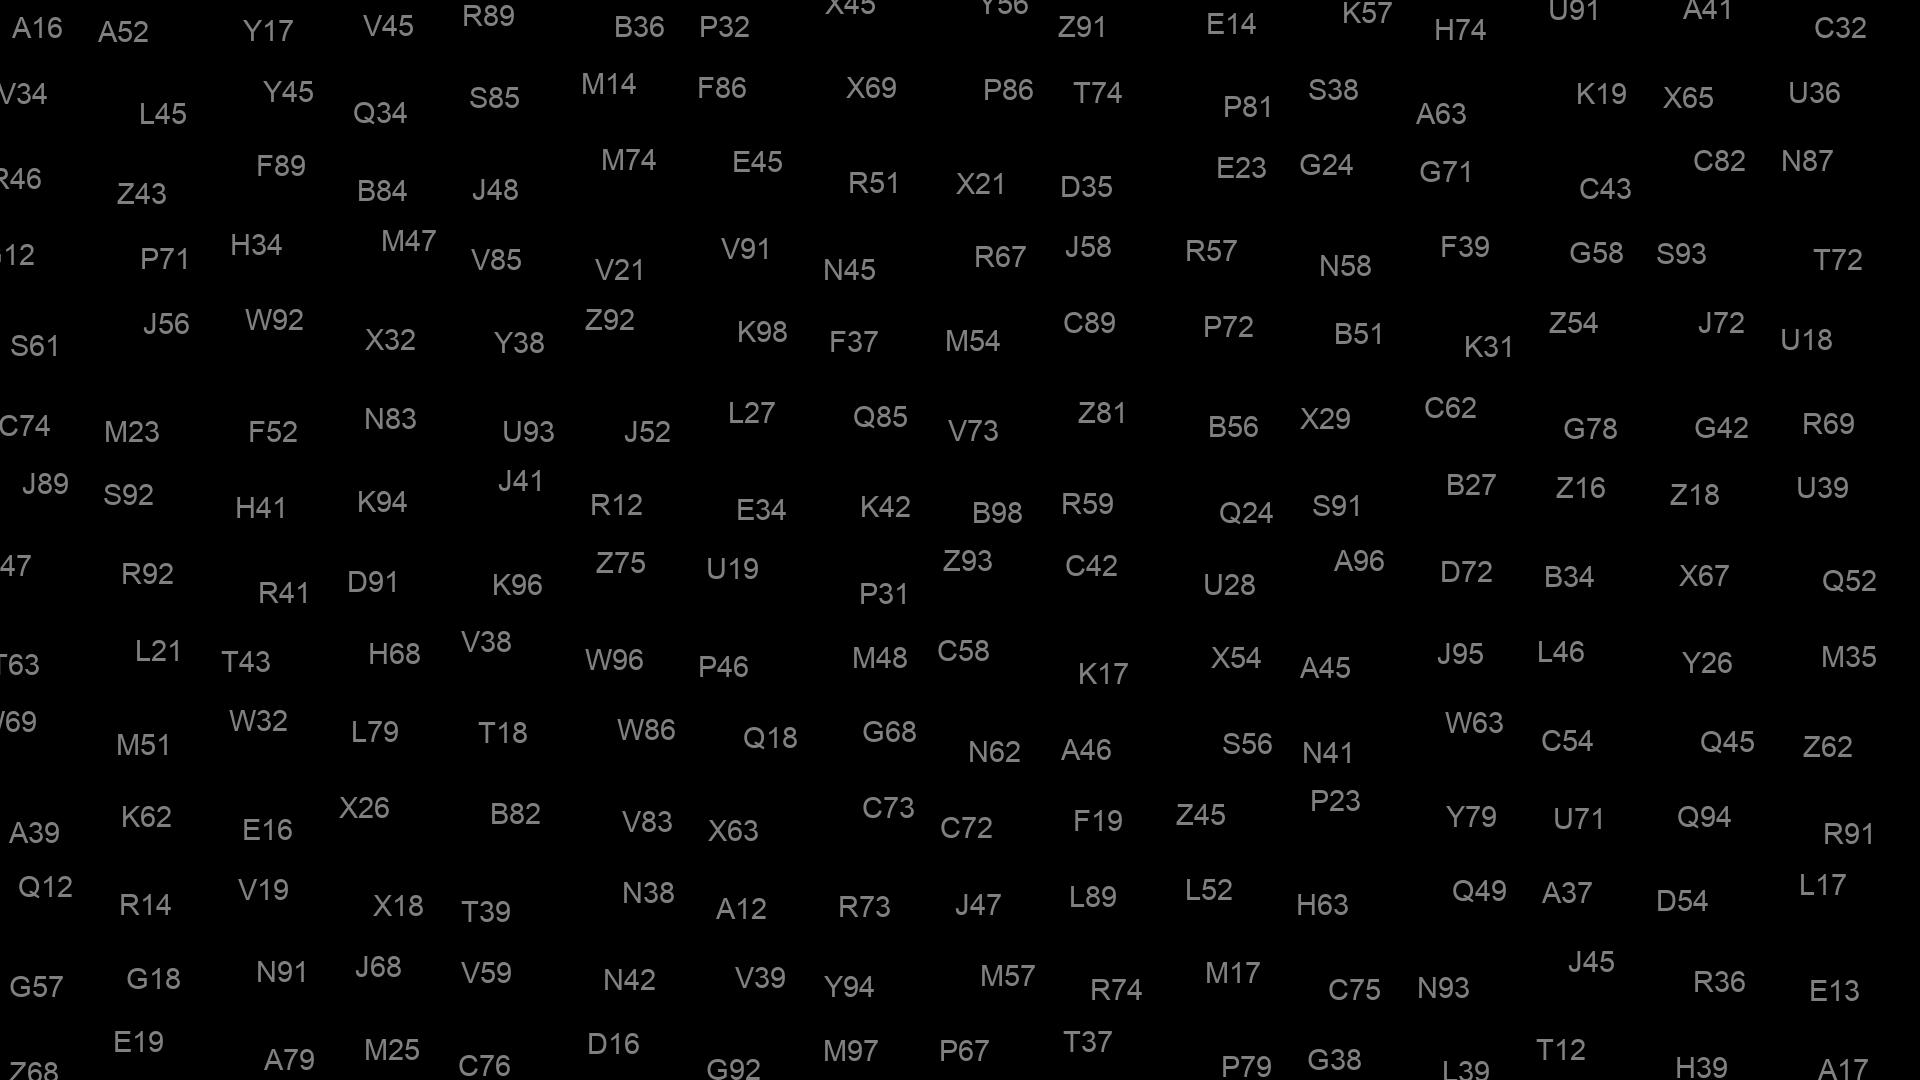 A16 A52 Y17 V45 R89 B36 P32 X45 Y56 Z91 E14 K57 H74 U91 A41 C32
V34 L45 Y45 Q34 S85 M14 F86 X69 P86 T74 P81 S38 A63 K19 X65 U36
R46 Z43 F89 B84 J48 M74 E45 R51 X21 D35 E23 G24 G71 C43 C82 N87
12 P71 H34 M47 V85 V21 V91 N45 R67 J58 R57 N58 F39 G58 S93 T72
S61 J56 W92 X32 Y38 Z92 K98 F37 M54 C89 P72 B51 K31 Z54 J72 U18
C74 M23 F52 N83 U93 J52 L27 Q85 V73 Z81 B56 X29 C62 G78 G42 R69
J89 S92 H41 K94 J41 R12 E34 K42 B98 R59 Q24 S91 B27 Z16 Z18 U39
47 R92 R41 D91 K96 Z75 U19 P31 Z93 C42 U28 A96 D72 B34 X67 Q52
T63 L21 T43 H68 V38 W96 P46 M48 C58 K17 X54 A45 J95 L46 Y26 M35
69 M51 W32 L79 T18 W86 Q18 G68 N62 A46 S56 N41 W63 C54 Q45 Z62
A39 K62 E16 X26 B82 V83 X63 C73 C72 F19 Z45 P23 Y79 U71 Q94 R91
Q12 R14 V19 X18 T39 N38 A12 R73 J47 L89 L52 H63 Q49 A37 D54 L17
G57 G18 N91 J68 V59 N42 V39 Y94 M57 R74 M17 C75 N93 J45 R36 E13
Z68 E19 A79 M25 C76 D16 G92 M97 P67 T37 P79 G38 L39 T12 H39 A17